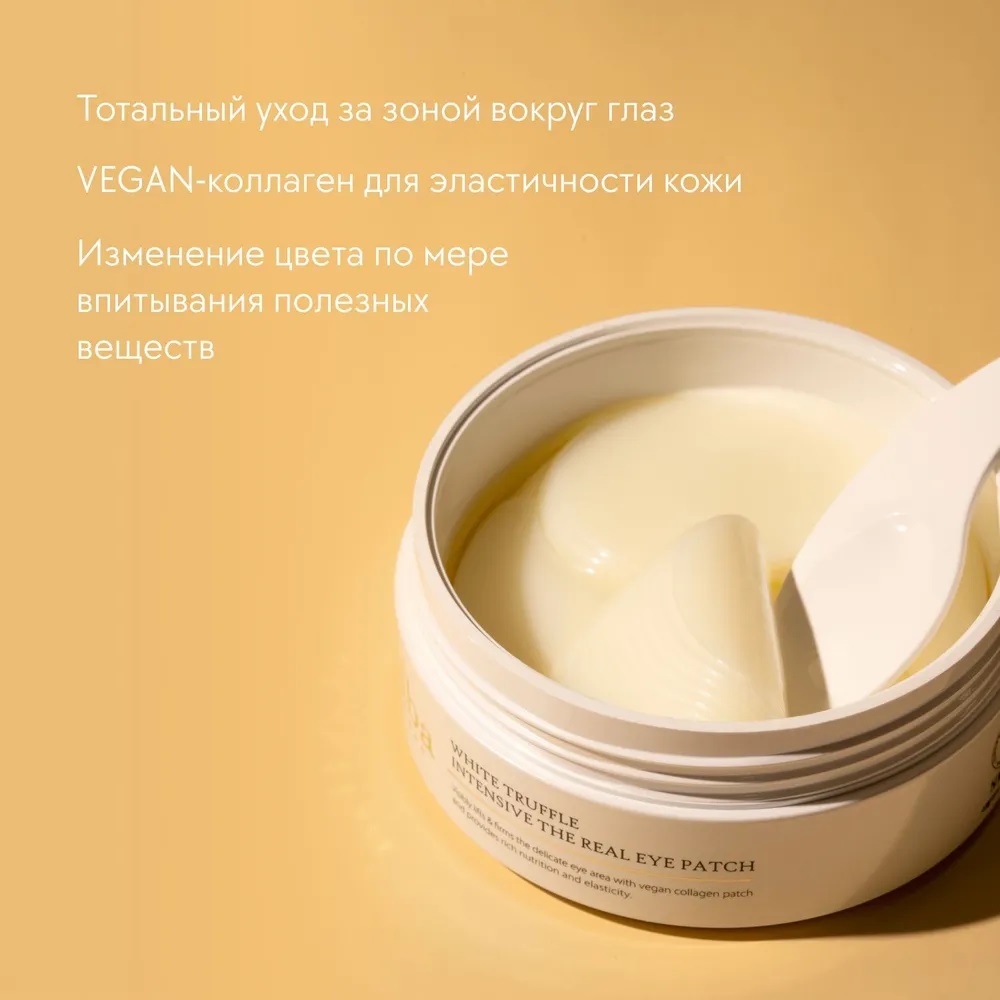 Тотальный уход за зоной вокруг глаз
VEGAN-коллаген для эластичности кожи
Изменение цвета по мере
впитывания полезных
веществ
WHITE TRUFFLE
INTENSIVE THE REAL EYE PATCH
lifts & firms the delicate eye area with vegan collagen patch
and provides rich nutrition and elasticity.